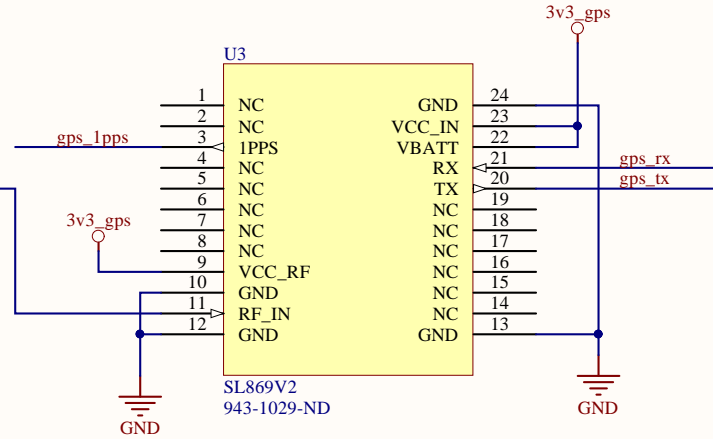 3v3_gps
U3
1 NC GND 24
2 NC VCC_IN 23
gps_1pps 3 1PPS VBATT 22
4 NC RX 21 gps_rx
5 NC TX 20 gps_tx
6 NC NC 19
3v3_gps 7 NC NC 18
8 NC NC 17
9 VCC_RF NC 16
10 GND NC 15
11 RF_IN NC 14
12 GND GND 13
SL869V2
943-1029-ND
GND
GND